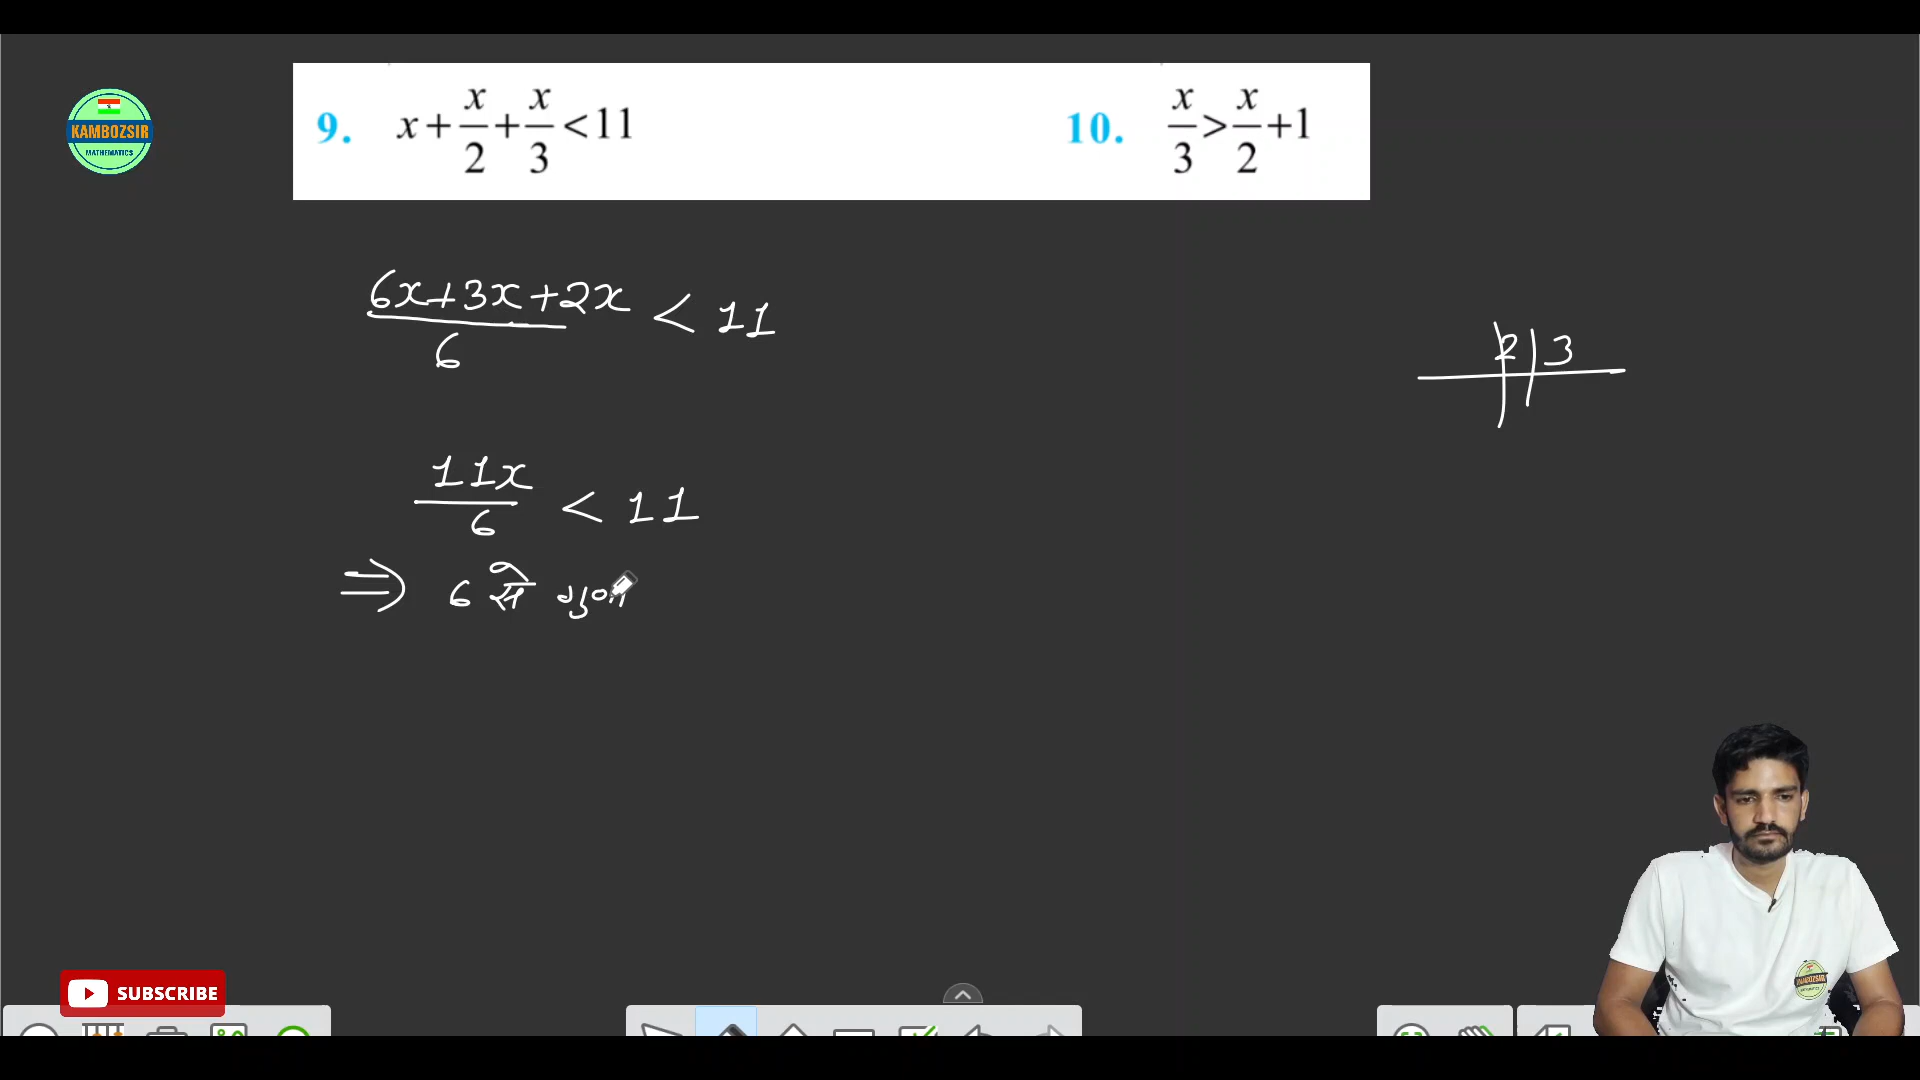 KAMBOZSIR
MATHEMATICS
9. x + x/2 + x/3 < 11
10. x/3 > x/2 + 1
6x+3x+2x / 6 < 11
2 | 3
11x / 6 < 11
⇒ 6 से गुणा
SUBSCRIBE